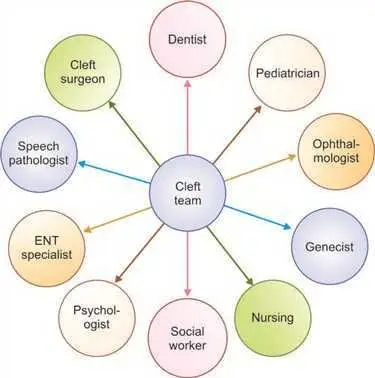 Dentist
Cleft
surgeon
Pediatrician
Speech
pathologist
Ophthal-
mologist
Cleft
team
ENT
specialist
Genecist
Psychol-
ogist
Nursing
Social
worker